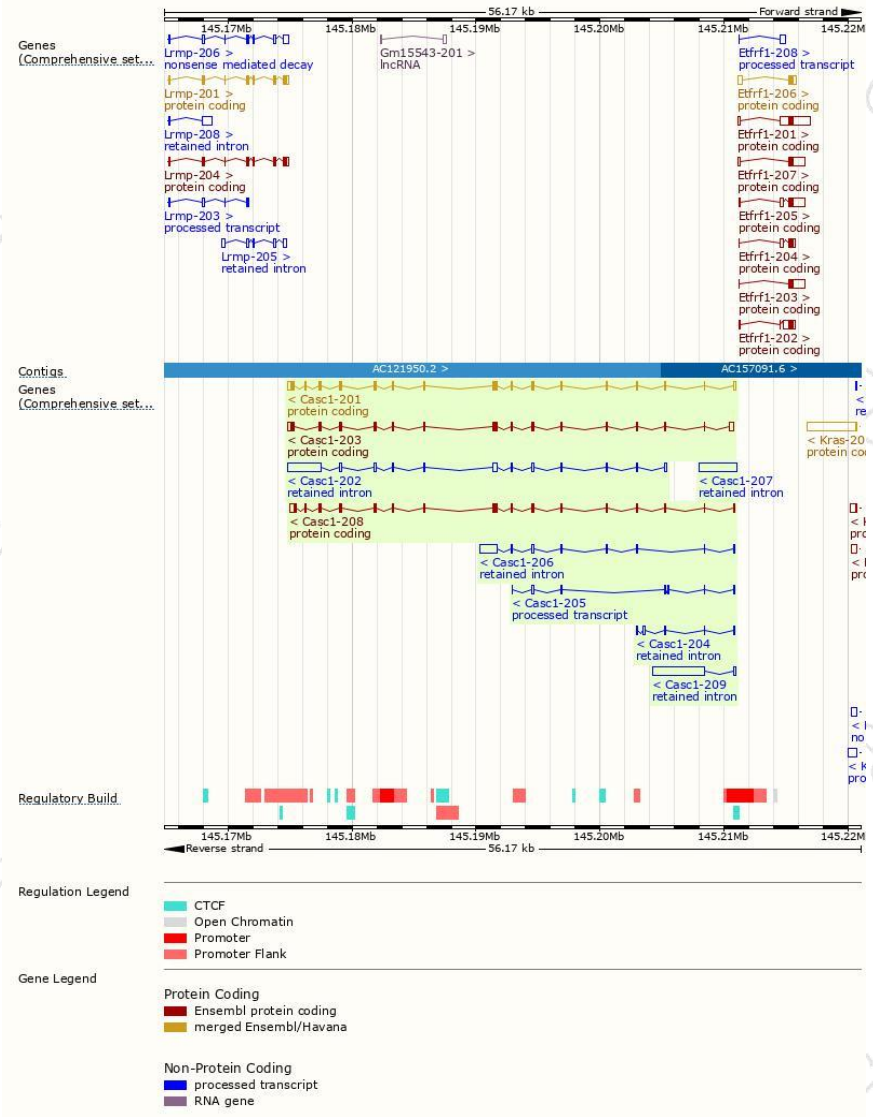 56.17 kb
Forward strand
145.17Mb 145.18Mb 145.19Mb 145.20Mb 145.21Mb 145.22M
Genes
(Comprehensive set...
Lrmp-206 >
nonsense mediated decay
Gm15543-201 >
lncRNA
Etfrf1-208 >
processed transcript
Lrmp-201 >
protein coding
Etfrf1-206 >
protein coding
Lrmp-208 >
retained intron
Etfrf1-201 >
protein coding
Lrmp-204 >
protein coding
Etfrf1-207 >
protein coding
Lrmp-203 >
processed transcript
Etfrf1-205 >
protein coding
Lrmp-205 >
retained intron
Etfrf1-204 >
protein coding
Etfrf1-203 >
protein coding
Etfrf1-202 >
protein coding
Contigs
AC121950.2 > AC157091.6 >
Genes
(Comprehensive set...
< Casc1-201
protein coding
<
re
< Casc1-203
protein coding
< Kras-20
protein co
< Casc1-202
retained intron
< Casc1-207
retained intron
< Casc1-208
protein coding
< K
pro
< Casc1-206
retained intron
< 
pro
< Casc1-205
processed transcript
< Casc1-204
retained intron
< Casc1-209
retained intron
< 
no
< K
pro
Regulatory Build
145.17Mb 145.18Mb 145.19Mb 145.20Mb 145.21Mb 145.22M
Reverse strand
56.17 kb
Regulation Legend
CTCF
Open Chromatin
Promoter
Promoter Flank
Gene Legend
Protein Coding
Ensembl protein coding
merged Ensembl/Havana
Non-Protein Coding
processed transcript
RNA gene